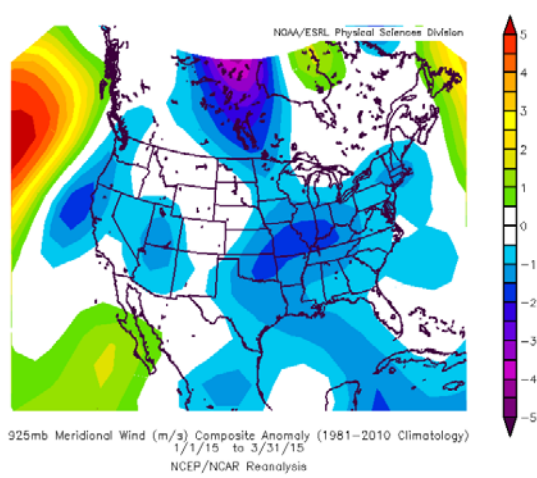 NOAA/ESRL Physical Sciences Division
5
4
3
2
1
0
-1
-2
-3
-4
-5
925mb Meridional Wind (m/s) Composite Anomaly (1981-2010 Climatology)
1/1/15 to 3/31/15
NCEP/NCAR Reanalysis